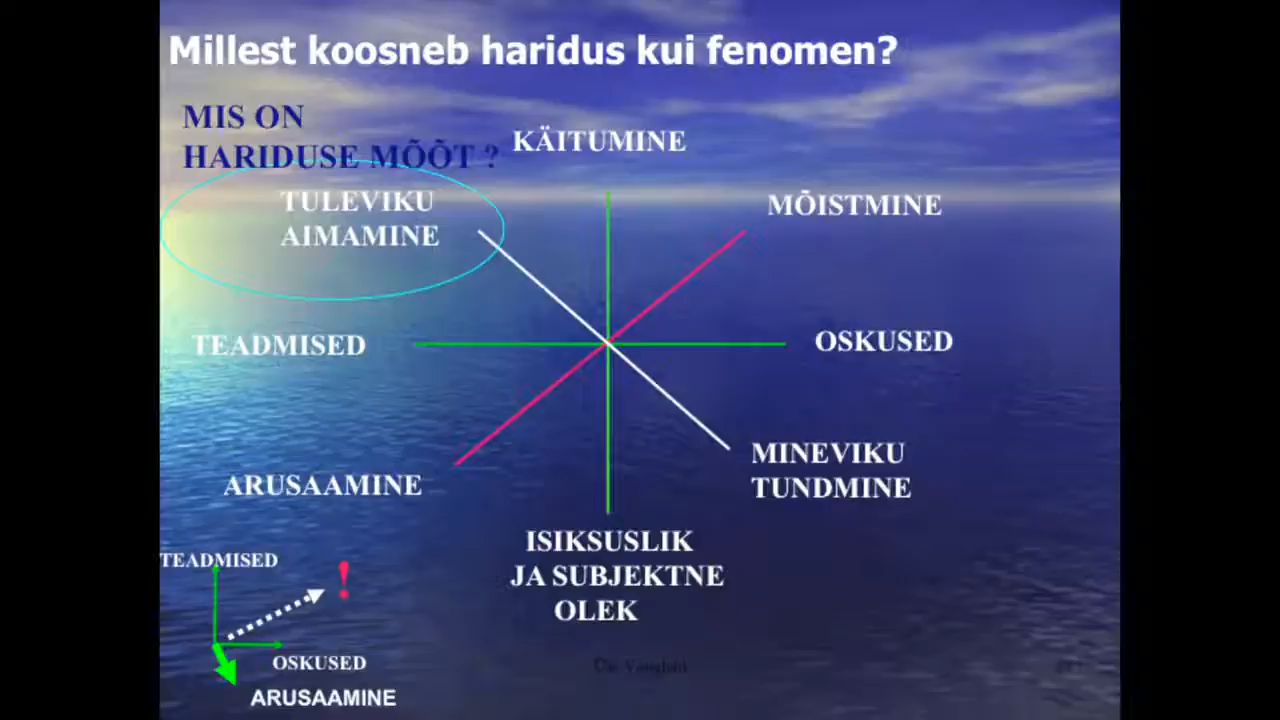 Millest koosneb haridus kui fenomen?
MIS ON
HARIDUSE MÕÕT ?
KÄITUMINE
TULEVIKU
AIMAMINE
MÕISTMINE
TEADMISED
OSKUSED
MINEVIKU
TUNDMINE
ARUSAAMINE
ISIKSUSLIK
JA SUBJEKTNE
OLEK
TEADMISED
!
OSKUSED
ARUSAAMINE